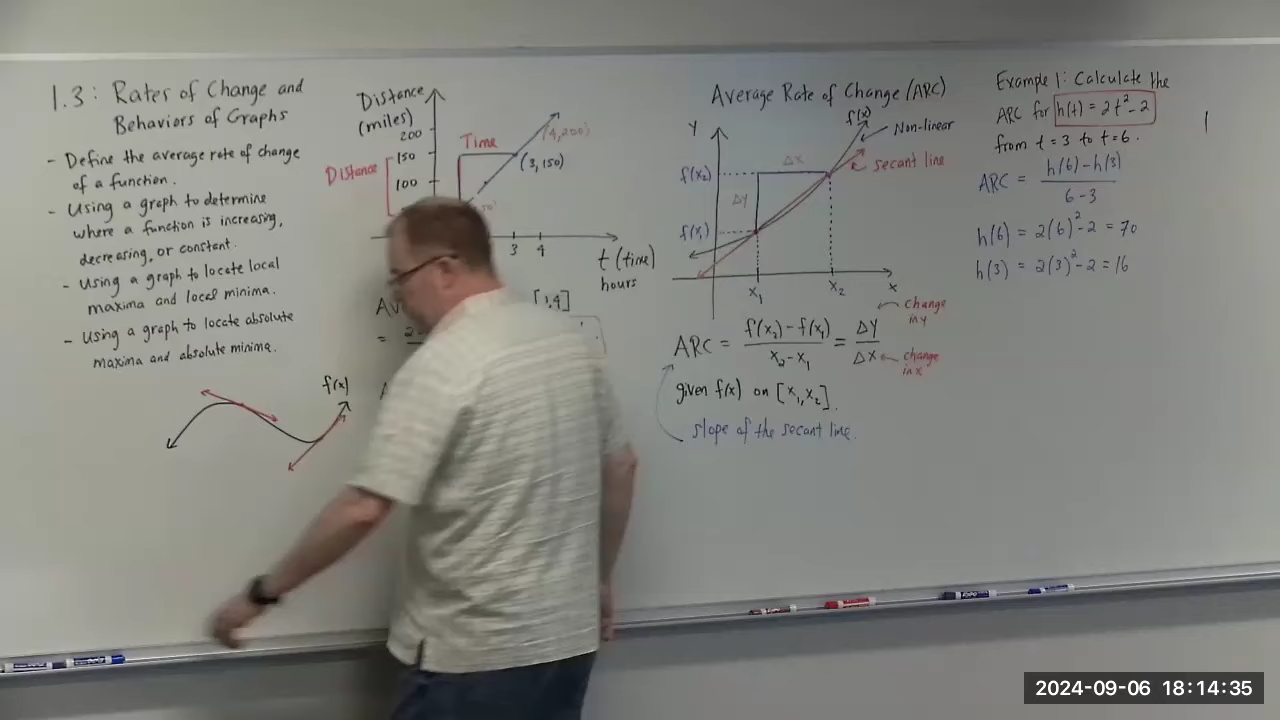 1.3: Rates of Change and
Behaviors of Graphs
- Define the average rate of change
of a function.
- Using a graph to determine
where a function is increasing,
decreasing, or constant.
- Using a graph to locate local
maxima and local minima.
- Using a graph to locate absolute
maxima and absolute minima.
f(x)
Distance
(miles)
200
150
100
Distance
Time
(4,200)
(3,150)
3 4
t (time)
hours
[1,4]
=
Average Rate of Change (ARC)
Y
f(x)
Non-linear
secant line
Δx
Δy
f(x₂)
f(x₁)
x₁ x₂ x
ARC = f(x₂)-f(x₁) / x₂-x₁ = Δy / Δx
change
in y
change
in x
given f(x) on [x₁,x₂].
slope of the secant line.
Example 1: Calculate the
ARC for h(t) = 2t²-2
from t=3 to t=6.
ARC = h(6)-h(3) / 6-3
h(6) = 2(6)²-2 = 70
h(3) = 2(3)²-2 = 16
2024-09-06 18:14:35